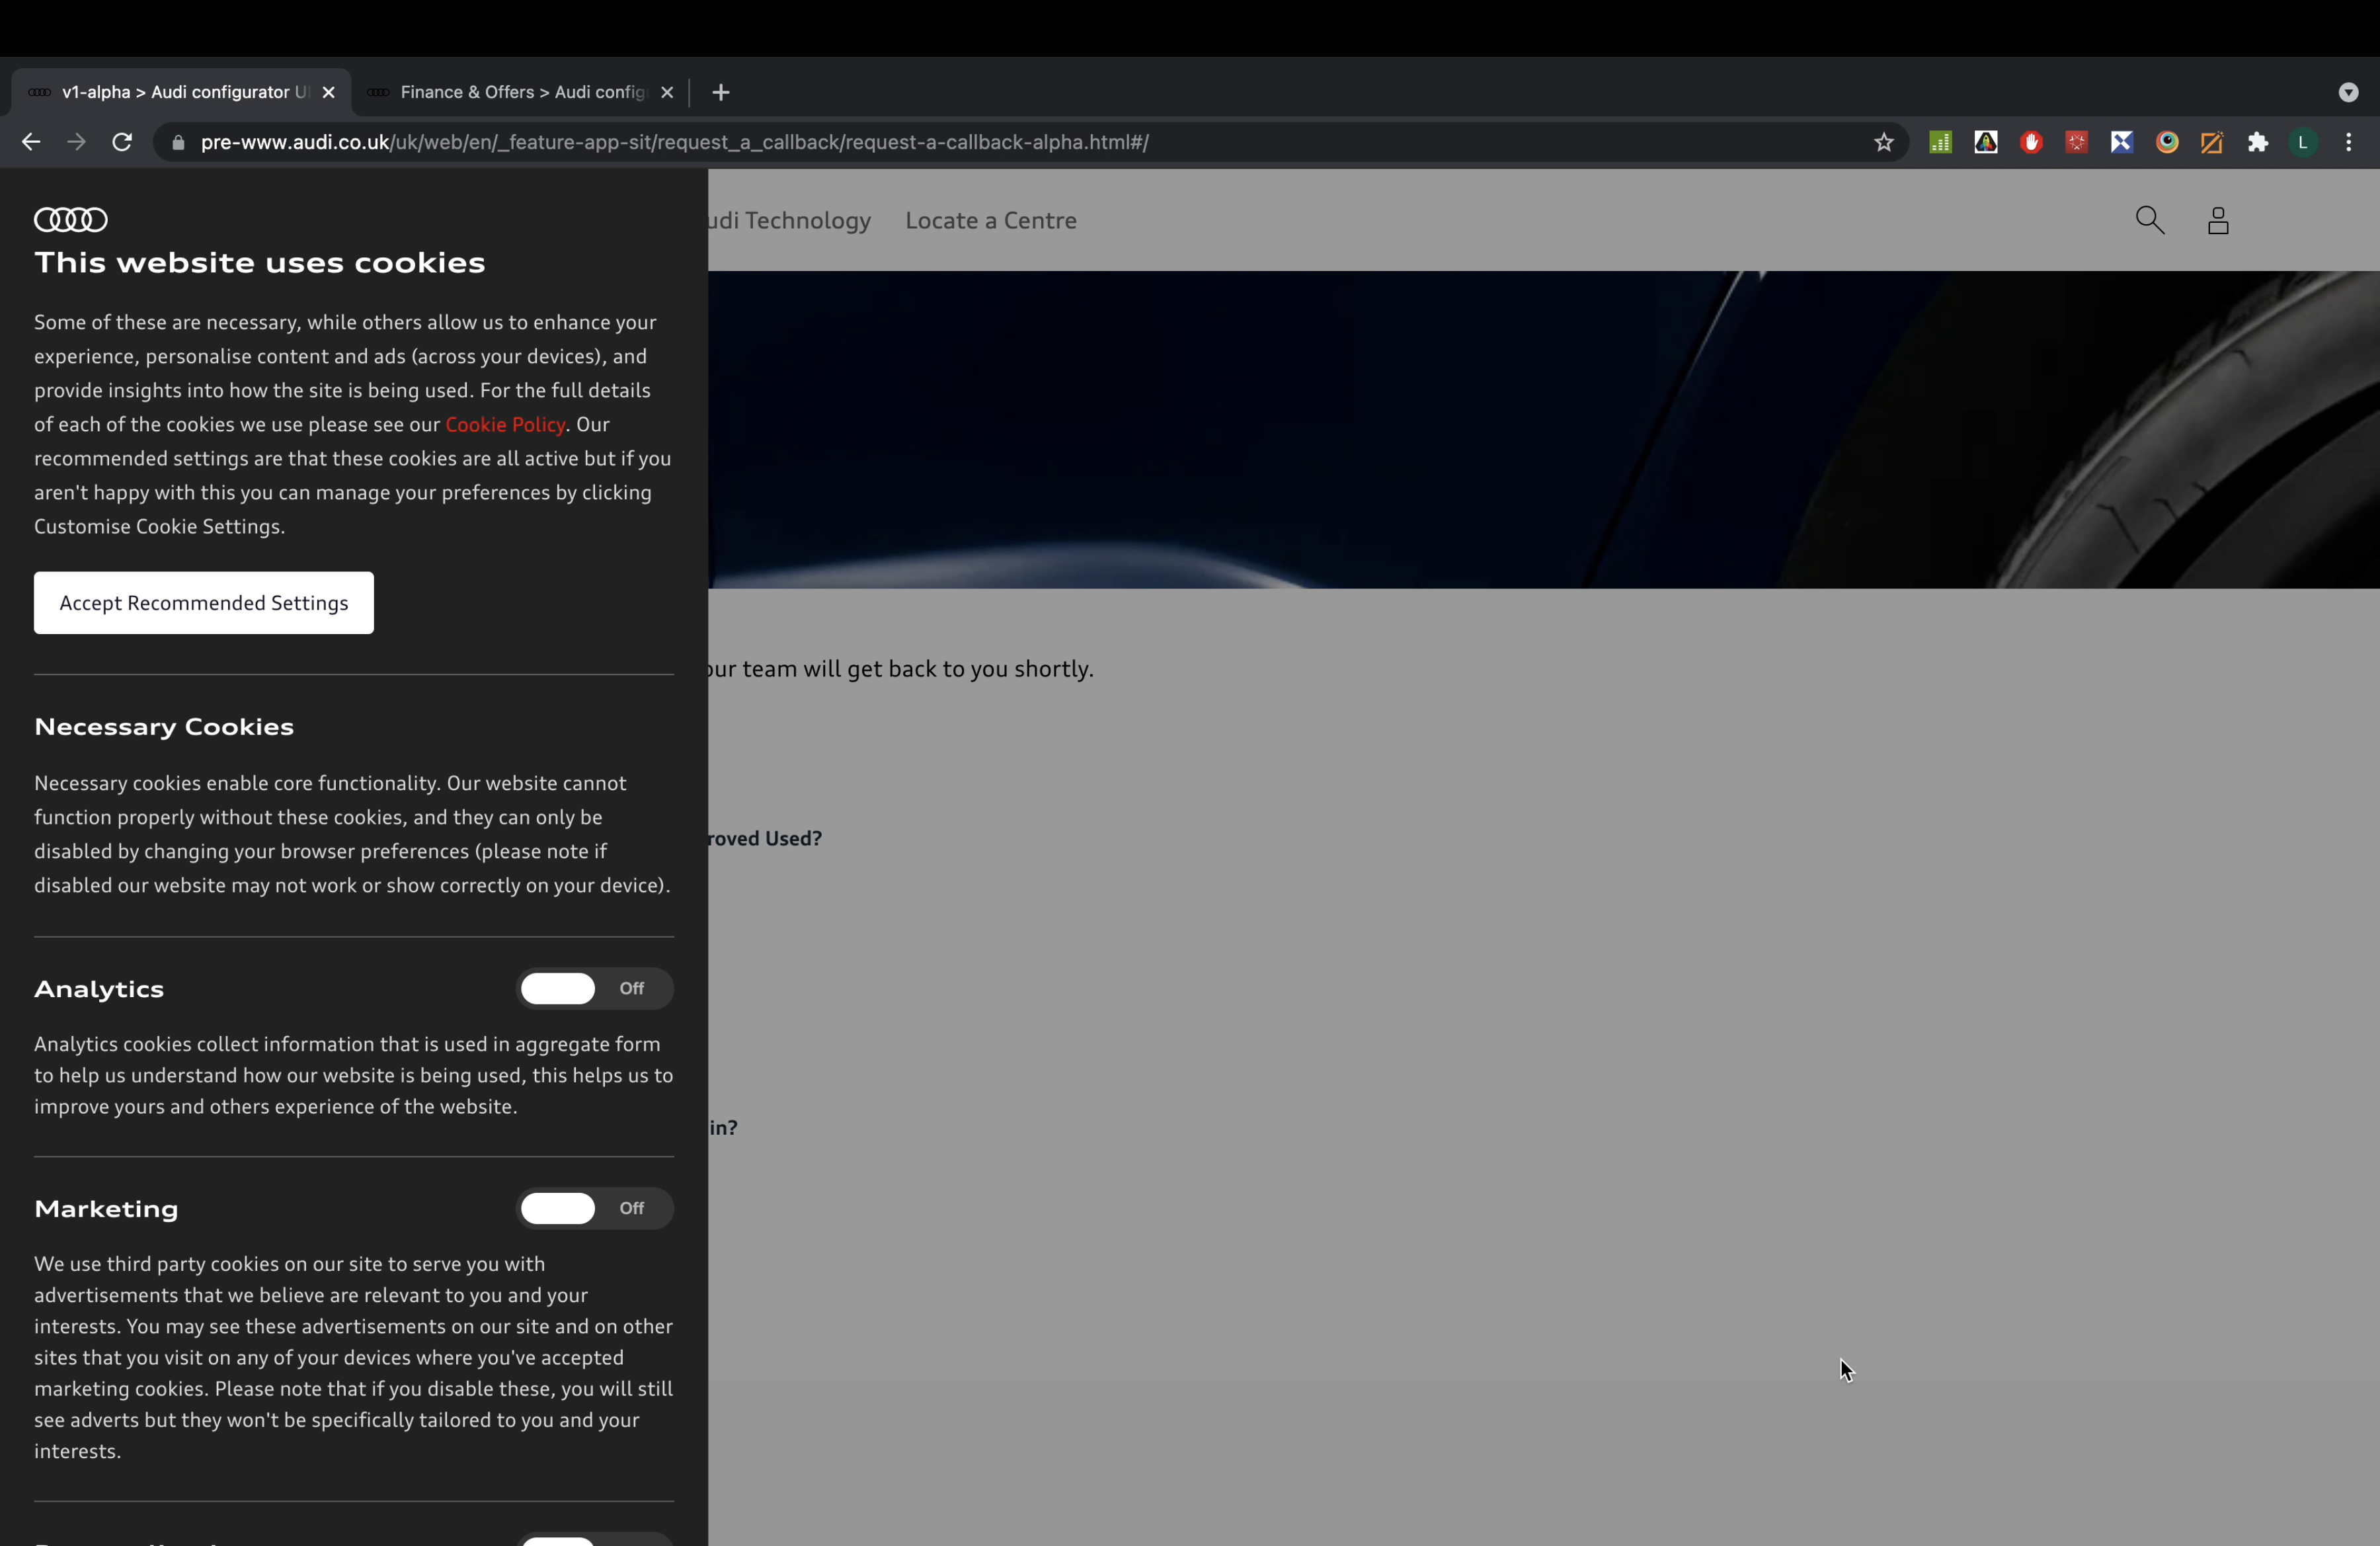 v1-alpha > Audi configurator U
Finance & Offers > Audi config
pre-www.audi.co.uk/uk/web/en/_feature-app-sit/request_a_callback/request-a-callback-alpha.html#/
L
udi Technology
Locate a Centre
This website uses cookies
Some of these are necessary, while others allow us to enhance your
experience, personalise content and ads (across your devices), and
provide insights into how the site is being used. For the full details
of each of the cookies we use please see our Cookie Policy. Our
recommended settings are that these cookies are all active but if you
aren't happy with this you can manage your preferences by clicking
Customise Cookie Settings.
Accept Recommended Settings
our team will get back to you shortly.
Necessary Cookies
Necessary cookies enable core functionality. Our website cannot
function properly without these cookies, and they can only be
disabled by changing your browser preferences (please note if
disabled our website may not work or show correctly on your device).
roved Used?
Analytics
Off
Analytics cookies collect information that is used in aggregate form
to help us understand how our website is being used, this helps us to
improve yours and others experience of the website.
in?
Marketing
Off
We use third party cookies on our site to serve you with
advertisements that we believe are relevant to you and your
interests. You may see these advertisements on our site and on other
sites that you visit on any of your devices where you've accepted
marketing cookies. Please note that if you disable these, you will still
see adverts but they won't be specifically tailored to you and your
interests.